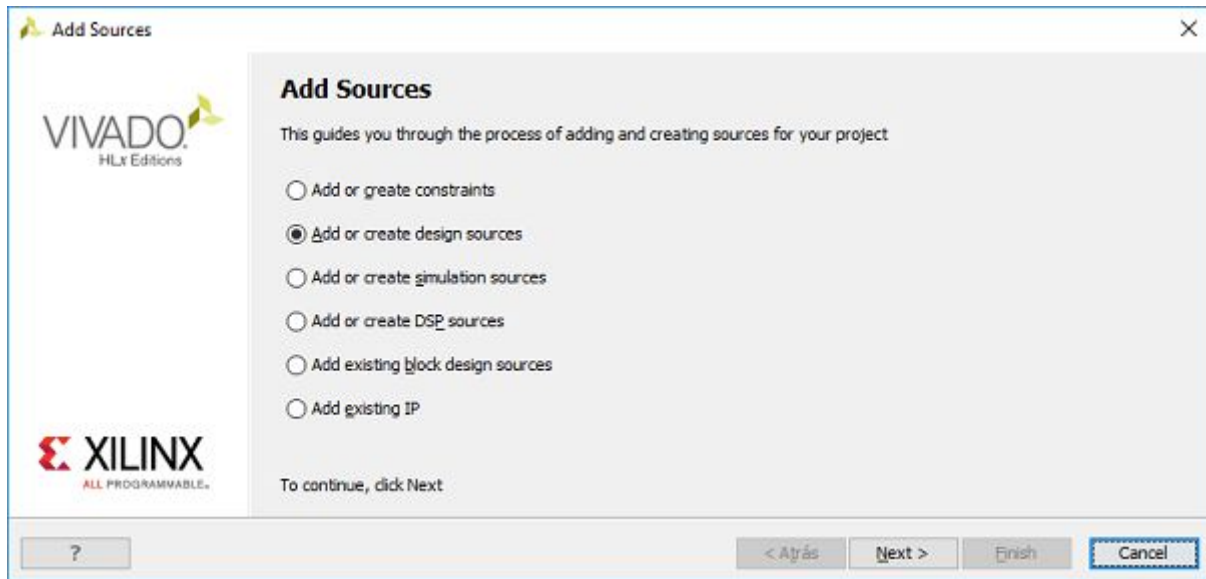 Add Sources
VIVADO.
HLx Editions
Add Sources
This guides you through the process of adding and creating sources for your project
Add or create constraints
Add or create design sources
Add or create simulation sources
Add or create DSP sources
Add existing block design sources
Add existing IP
XILINX
ALL PROGRAMMABLE.
To continue, click Next
?
< Atrás
Next >
Finish
Cancel